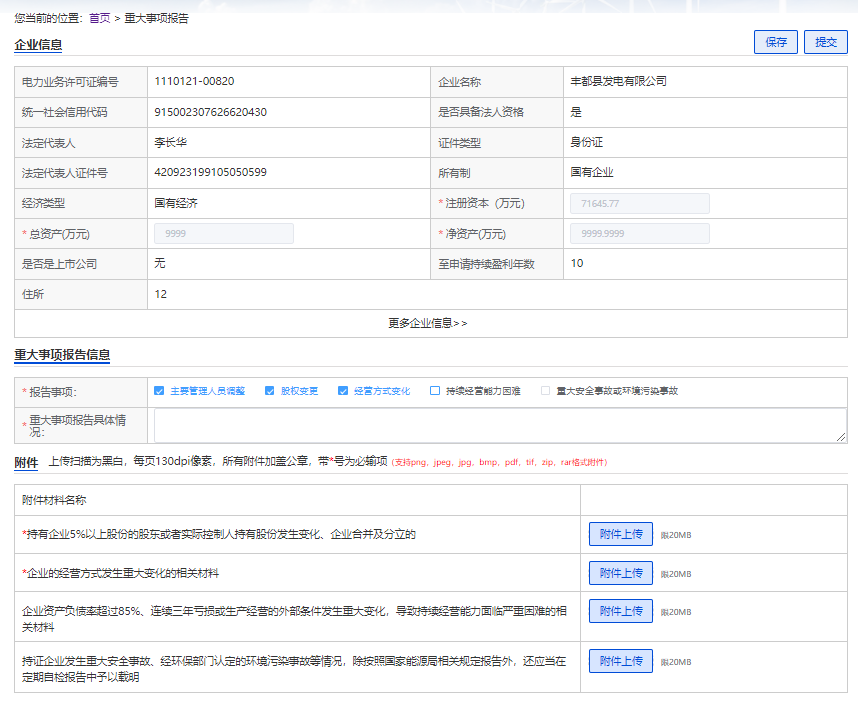 您当前的位置：首页 > 重大事项报告
企业信息 保存 提交
电力业务许可证编号 1110121-00820 企业名称 丰都县发电有限公司
统一社会信用代码 915002307626620430 是否具备法人资格 是
法定代表人 李长华 证件类型 身份证
法定代表人证件号 420923199105050599 所有制 国有企业
经济类型 国有经济 *注册资本（万元） 71645.77
*总资产(万元) 9999 *净资产(万元) 9999.9999
是否是上市公司 无 至申请持续盈利年数 10
住所 12
更多企业信息>>
重大事项报告信息
*报告事项： 主要管理人员调整 股权变更 经营方式变化 持续经营能力困难 重大安全事故或环境污染事故
*重大事项报告具体情
况：
附件 上传扫描为黑白，每页130dpi像素，所有附件加盖公章，带*号为必输项（支持png、jpeg、jpg、bmp、pdf、tif、zip、rar格式附件）
附件材料名称
*持有企业5%以上股份的股东或者实际控制人持有股份发生变化、企业合并及分立的 附件上传 限20MB
*企业的经营方式发生重大变化的相关材料 附件上传 限20MB
企业资产负债率超过85%、连续三年亏损或生产经营的外部条件发生重大变化，导致持续经营能力面临严重困难的相 附件上传 限20MB
关材料
持证企业发生重大安全事故、经环保部门认定的环境污染事故等情况，除按照国家能源局相关规定报告外，还应当在 附件上传 限20MB
定期自检报告中予以载明